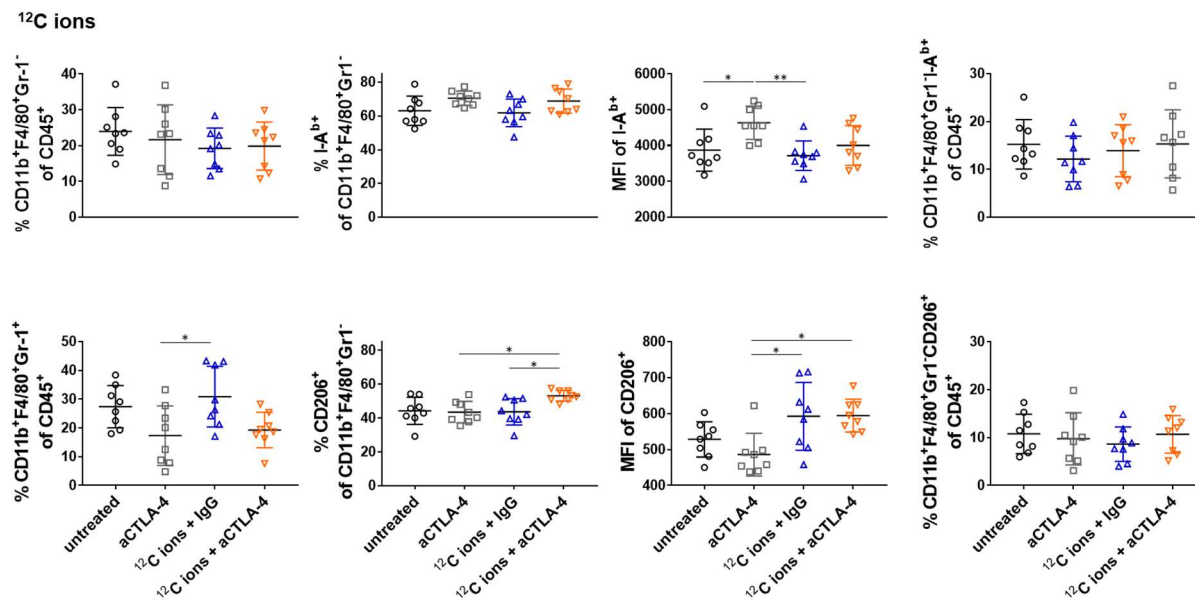 ¹²C ions
% CD11b⁺F4/80⁺Gr-1⁻
of CD45⁺
40
30
20
10
0
% I-Aᵇ⁺
of CD11b⁺F4/80⁺Gr1⁻
80
60
40
20
0
MFI of I-Aᵇ⁺
6000
5000
4000
3000
2000
*
**
% CD11b⁺F4/80⁺Gr1⁻I-Aᵇ⁺
of CD45⁺
30
20
10
0
% CD11b⁺F4/80⁺Gr-1⁺
of CD45⁺
50
40
30
20
10
0
*
untreated
aCTLA-4
¹²C ions + IgG
¹²C ions + aCTLA-4
% CD206⁺
of CD11b⁺F4/80⁺Gr1⁻
80
60
40
20
0
*
*
untreated
aCTLA-4
¹²C ions + IgG
¹²C ions + aCTLA-4
MFI of CD206⁺
800
700
600
500
400
*
*
untreated
aCTLA-4
¹²C ions + IgG
¹²C ions + aCTLA-4
% CD11b⁺F4/80⁺Gr1⁻CD206⁺
of CD45⁺
30
20
10
0
untreated
aCTLA-4
¹²C ions + IgG
¹²C ions + aCTLA-4